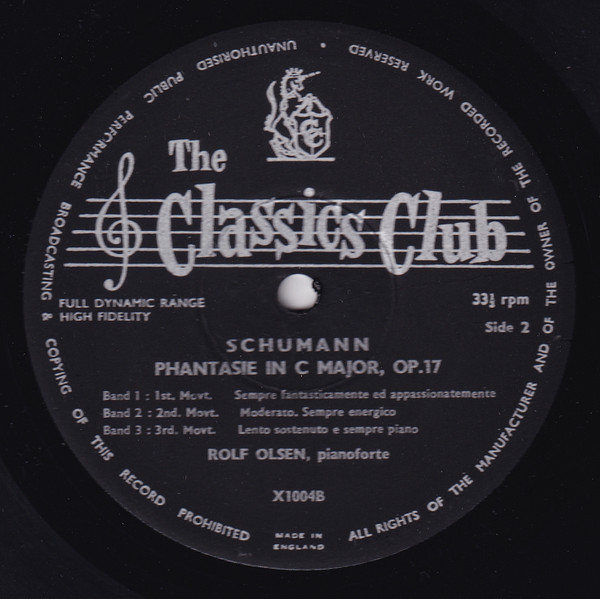 ALL RIGHTS OF THE MANUFACTURER AND OF THE OWNER OF THE RECORDED WORK RESERVED • UNAUTHORISED PUBLIC PERFORMANCE BROADCASTING & COPYING OF THIS RECORD PROHIBITED
The
Classics Club
FULL DYNAMIC RANGE
HIGH FIDELITY
33⅓ rpm
Side 2
SCHUMANN
PHANTASIE IN C MAJOR, OP.17
Band 1 : 1st. Movt. Sempre fantasticamente ed appassionatemente
Band 2 : 2nd. Movt. Moderato. Sempre energico
Band 3 : 3rd. Movt. Lento sostenuto e sempre piano
ROLF OLSEN, pianoforte
X1004B
MADE IN
ENGLAND